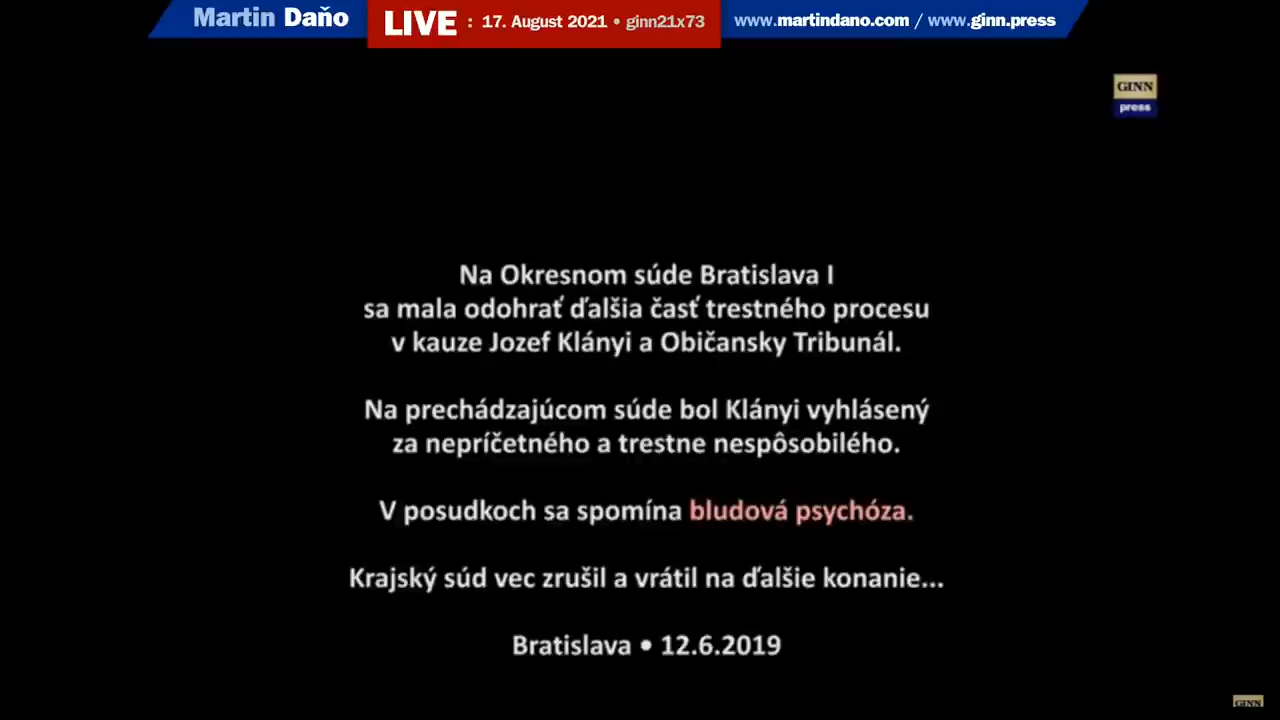 Martin Daňo
LIVE : 17. August 2021 • ginn21x73
www.martindano.com / www.ginn.press
GINN
press
Na Okresnom súde Bratislava I
sa mala odohrať ďalšia časť trestného procesu
v kauze Jozef Klányi a Običansky Tribunál.
Na prechádzajúcom súde bol Klányi vyhlásený
za nepríčetného a trestne nespôsobilého.
V posudkoch sa spomína bludová psychóza.
Krajský súd vec zrušil a vrátil na ďalšie konanie...
Bratislava • 12.6.2019
GINN